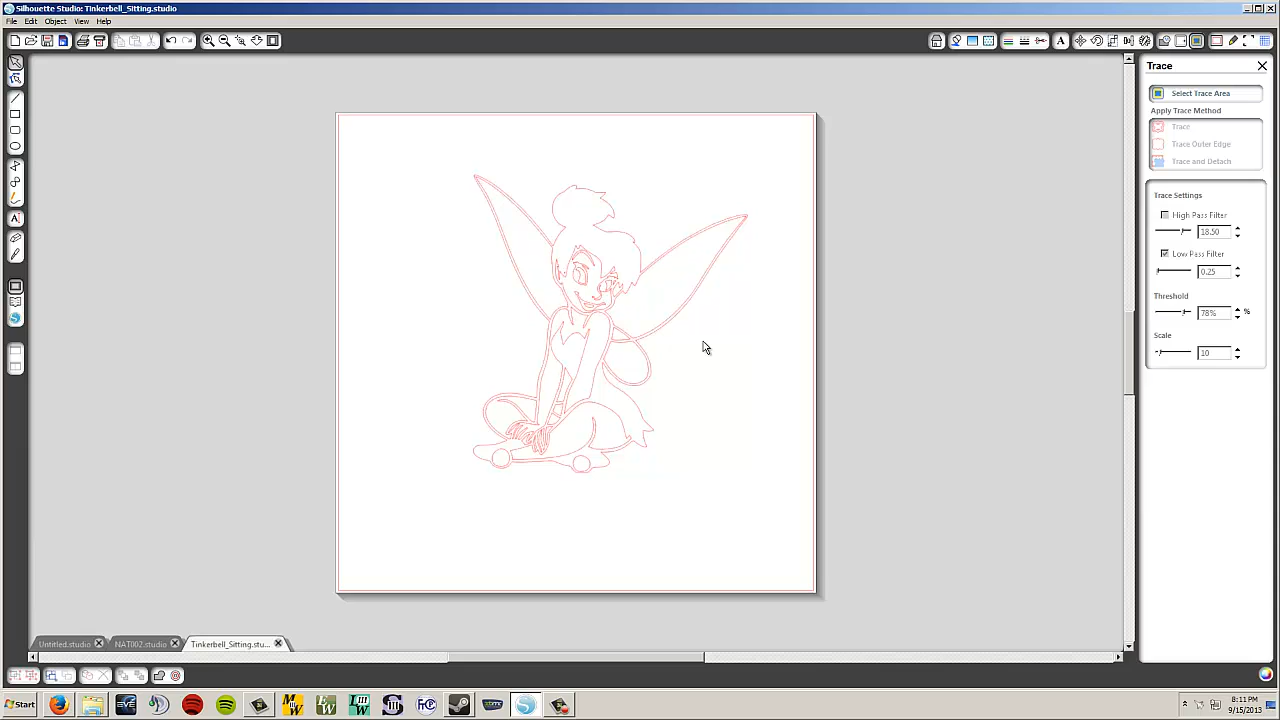 Silhouette Studio: Tinkerbell_Sitting.studio
File Edit Object View Help
Trace
Select Trace Area
Apply Trace Method
Trace
Trace Outer Edge
Trace and Detach
Trace Settings
High Pass Filter
18.50
Low Pass Filter
0.25
Threshold
78% %
Scale
10
Untitled.studio NAT002.studio Tinkerbell_Sitting.stu...
Start
8:11 PM
9/15/2013